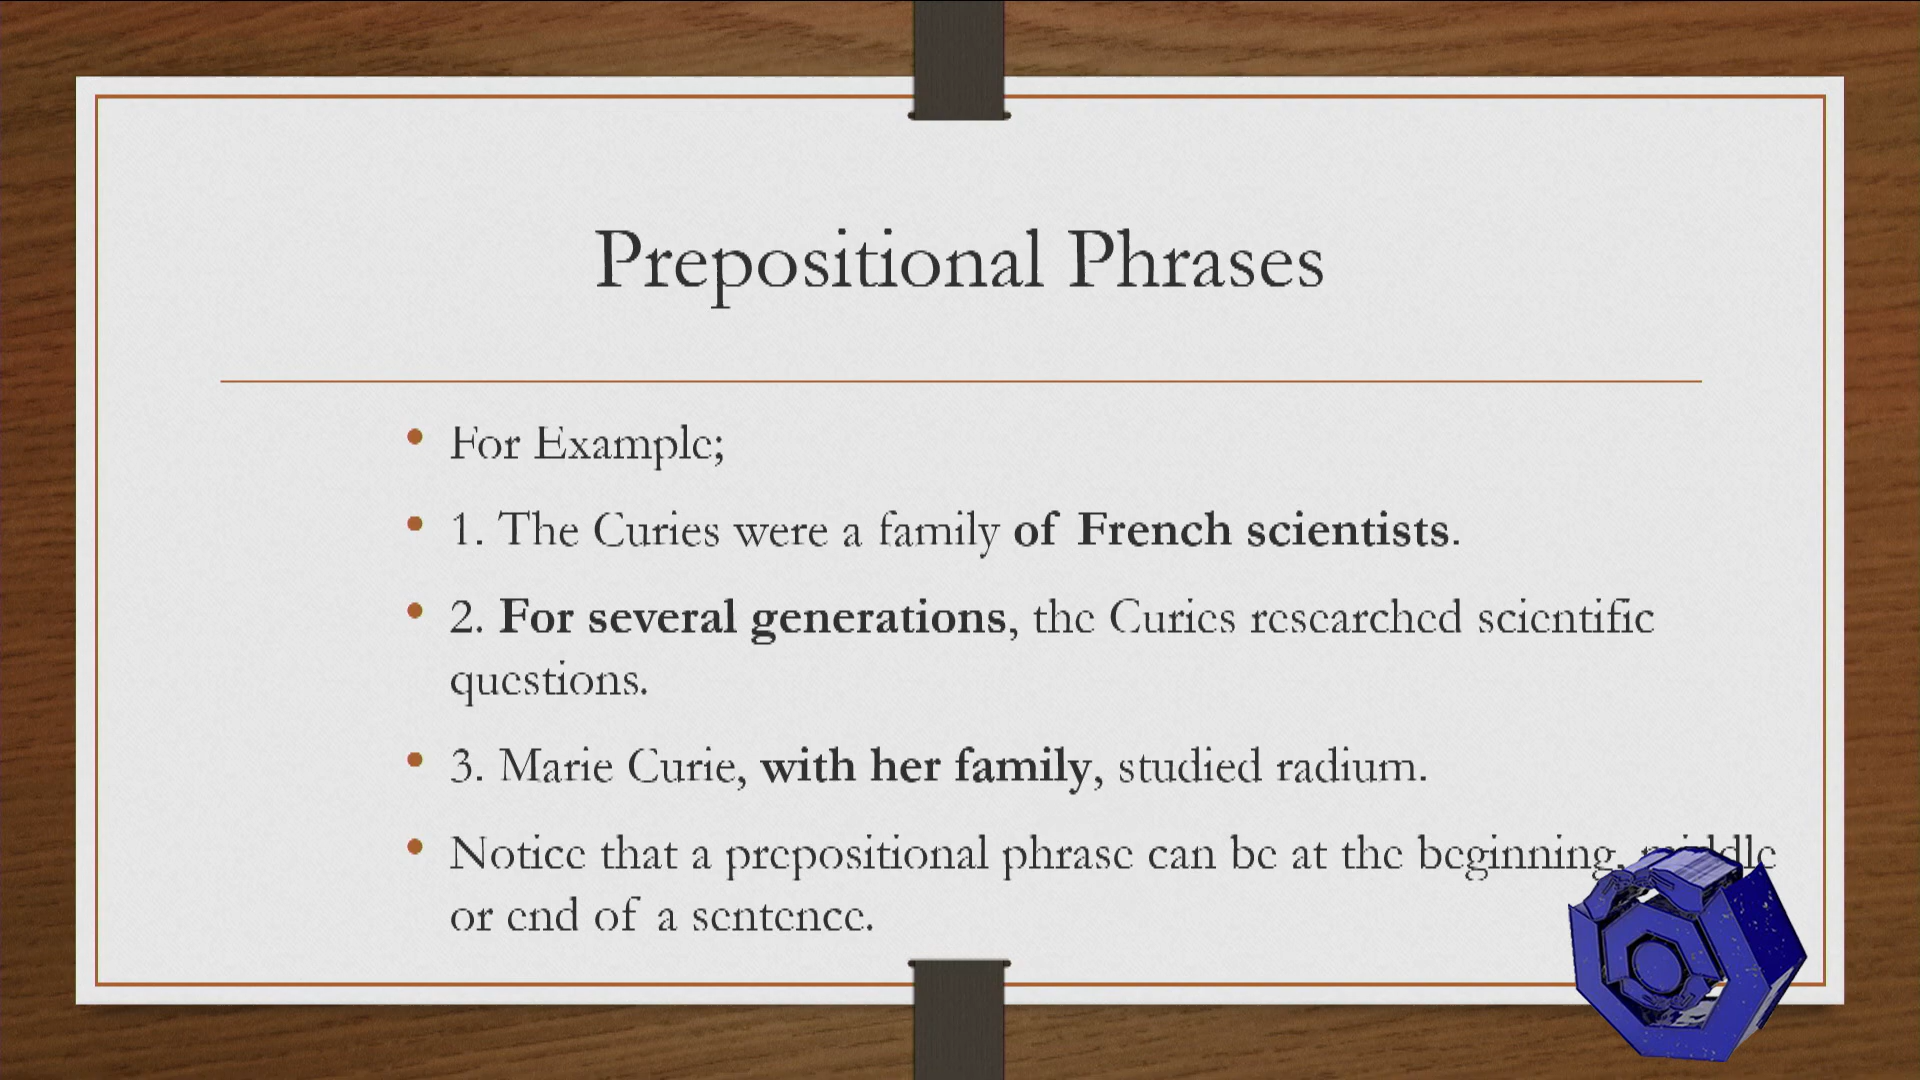 Prepositional Phrases
• For Example;
• 1. The Curies were a family of French scientists.
• 2. For several generations, the Curies researched scientific
questions.
• 3. Marie Curie, with her family, studied radium.
• Notice that a prepositional phrase can be at the beginning, middle
or end of a sentence.